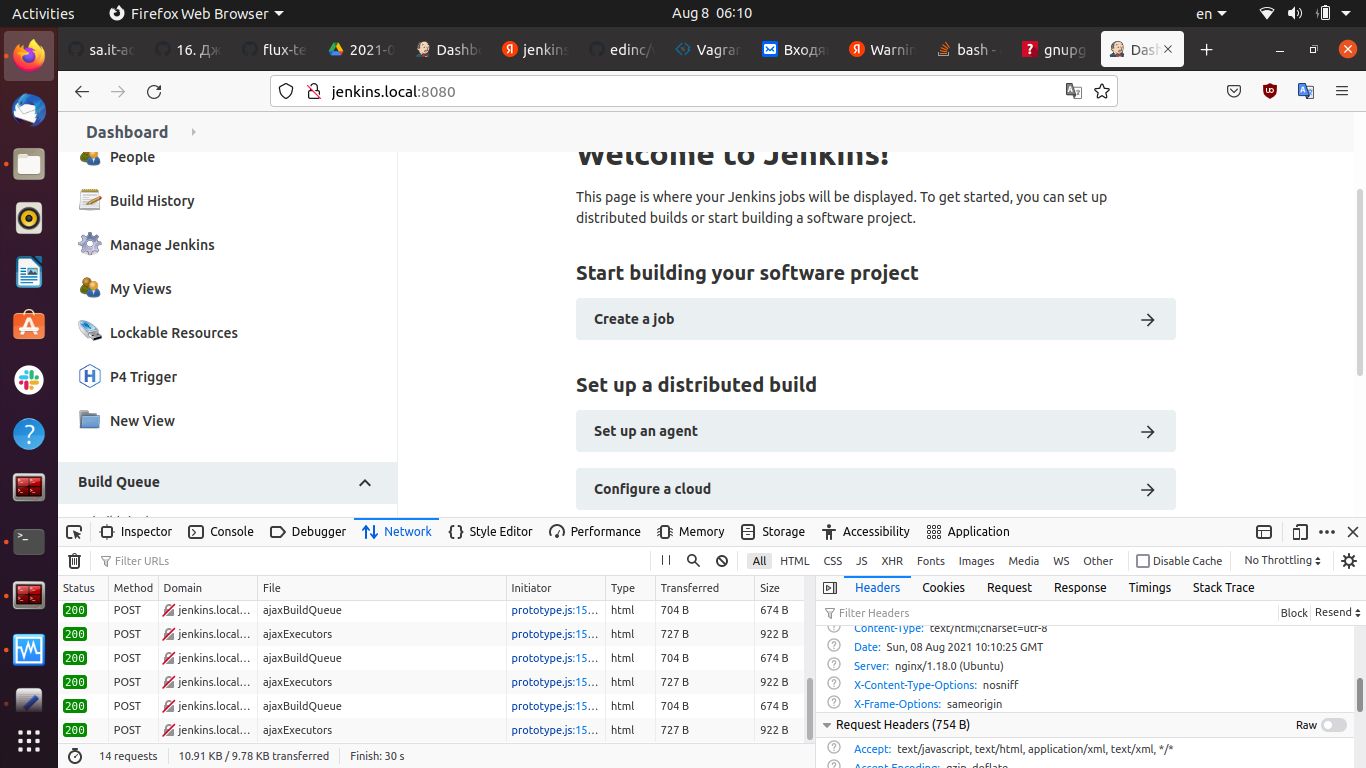 Activities Firefox Web Browser Aug 8 06:10 en
sa.it-ac 16. Дж flux-te 2021-0 Dashb jenkins edinc/ Vagran Входя Warnin bash - gnupg Dash
jenkins.local:8080
Dashboard
People
Build History
Manage Jenkins
My Views
Lockable Resources
P4 Trigger
New View
Build Queue
Welcome to Jenkins!
This page is where your Jenkins jobs will be displayed. To get started, you can set up
distributed builds or start building a software project.
Start building your software project
Create a job
Set up a distributed build
Set up an agent
Configure a cloud
Inspector Console Debugger Network Style Editor Performance Memory Storage Accessibility Application
Filter URLs All HTML CSS JS XHR Fonts Images Media WS Other Disable Cache No Throttling
Status Method Domain File Initiator Type Transferred Size
200 POST jenkins.local... ajaxBuildQueue prototype.js:15... html 704 B 674 B
200 POST jenkins.local... ajaxExecutors prototype.js:15... html 727 B 922 B
200 POST jenkins.local... ajaxBuildQueue prototype.js:15... html 704 B 674 B
200 POST jenkins.local... ajaxExecutors prototype.js:15... html 727 B 922 B
200 POST jenkins.local... ajaxBuildQueue prototype.js:15... html 704 B 674 B
200 POST jenkins.local... ajaxExecutors prototype.js:15... html 727 B 922 B
14 requests 10.91 KB / 9.78 KB transferred Finish: 30 s
Headers Cookies Request Response Timings Stack Trace
Filter Headers Block Resend
Content-Type: text/html;charset=utf-8
Date: Sun, 08 Aug 2021 10:10:25 GMT
Server: nginx/1.18.0 (Ubuntu)
X-Content-Type-Options: nosniff
X-Frame-Options: sameorigin
Request Headers (754 B) Raw
Accept: text/javascript, text/html, application/xml, text/xml, */*
Accept-Encoding: gzip, deflate